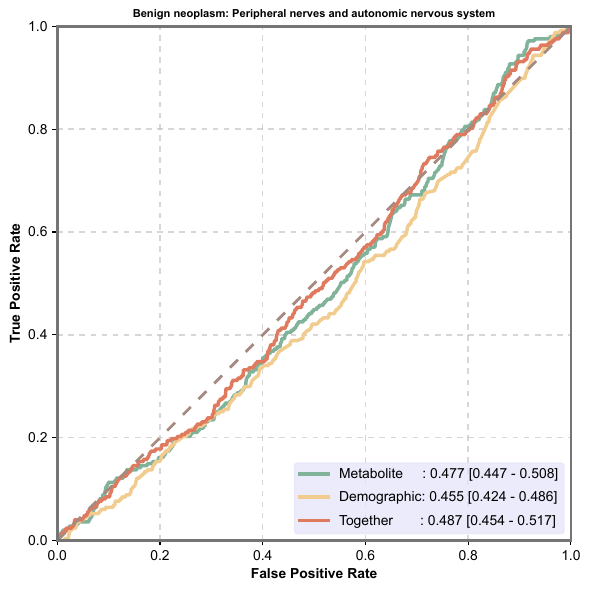 Benign neoplasm: Peripheral nerves and autonomic nervous system
1.0
0.8
0.6
0.4
0.2
0.0
True Positive Rate
Metabolite : 0.477 [0.447 - 0.508]
Demographic: 0.455 [0.424 - 0.486]
Together : 0.487 [0.454 - 0.517]
0.0 0.2 0.4 0.6 0.8 1.0
False Positive Rate